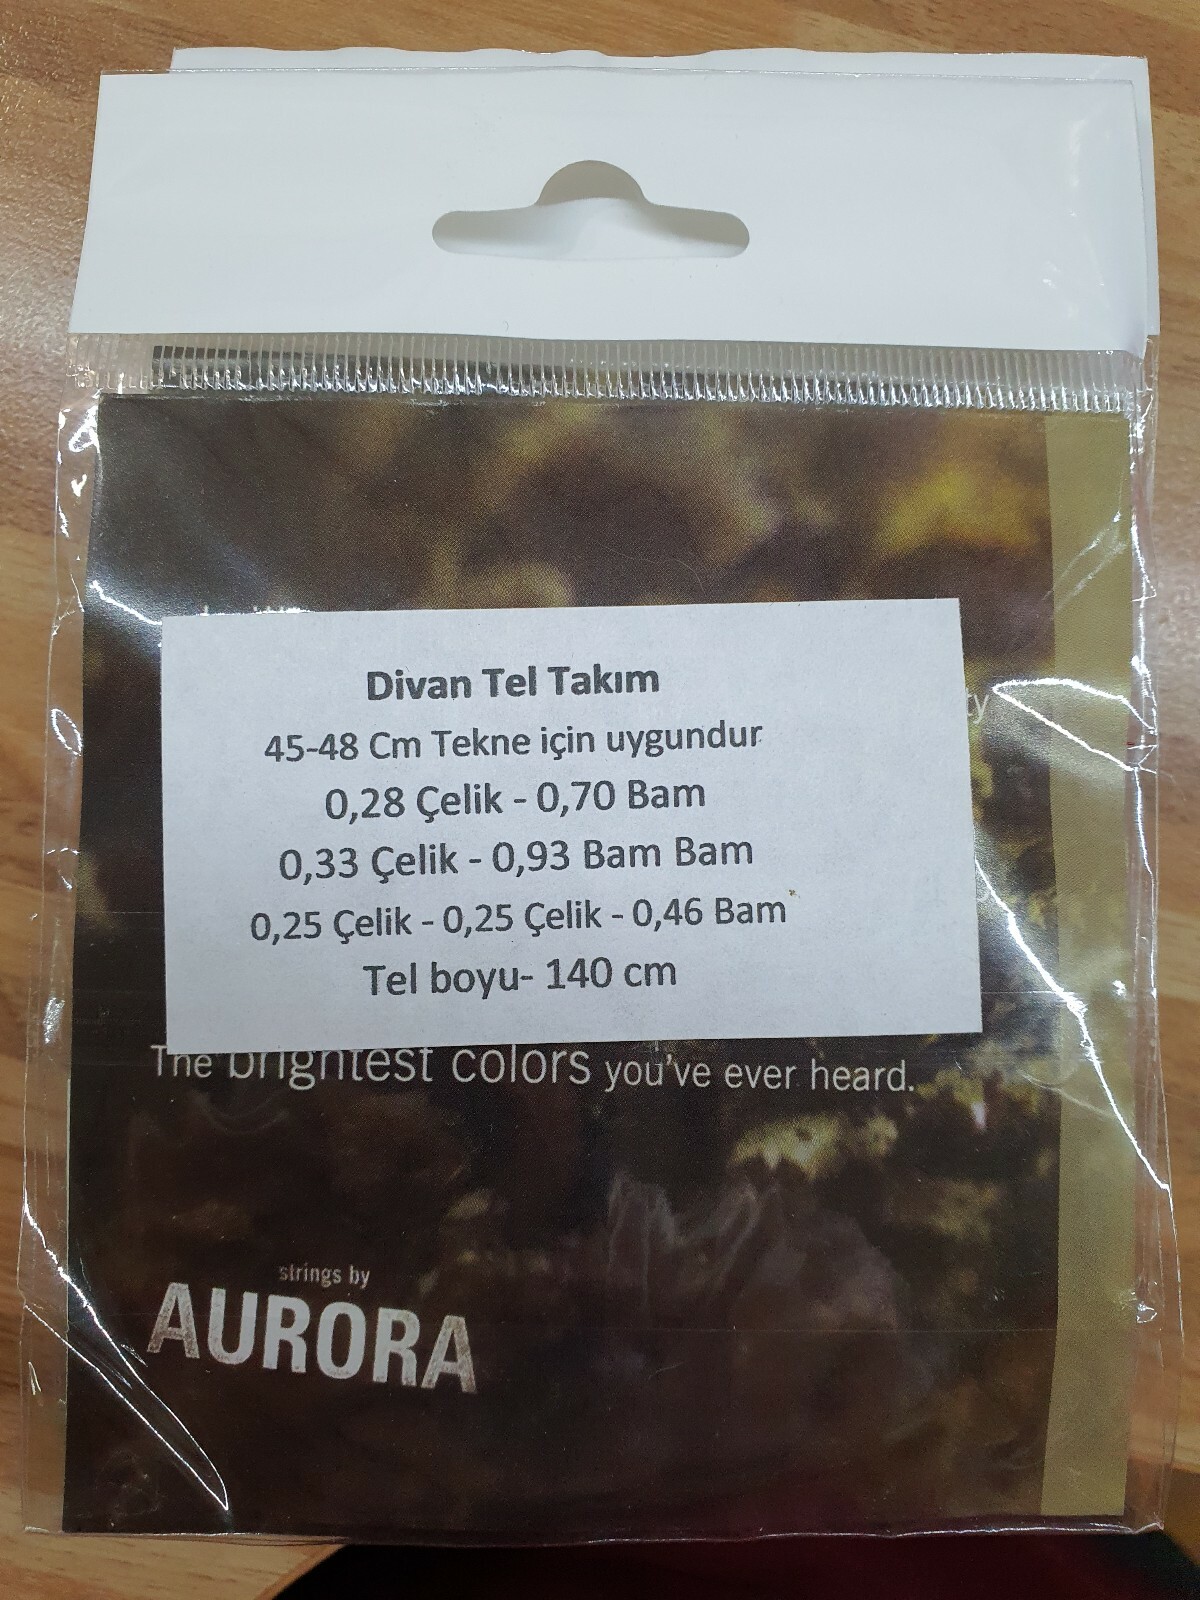 Divan Tel Takım
45-48 Cm Tekne için uygundur
0,28 Çelik - 0,70 Bam
0,33 Çelik - 0,93 Bam Bam
0,25 Çelik - 0,25 Çelik - 0,46 Bam
Tel boyu- 140 cm
The brightest colors you've ever heard.
strings by
AURORA